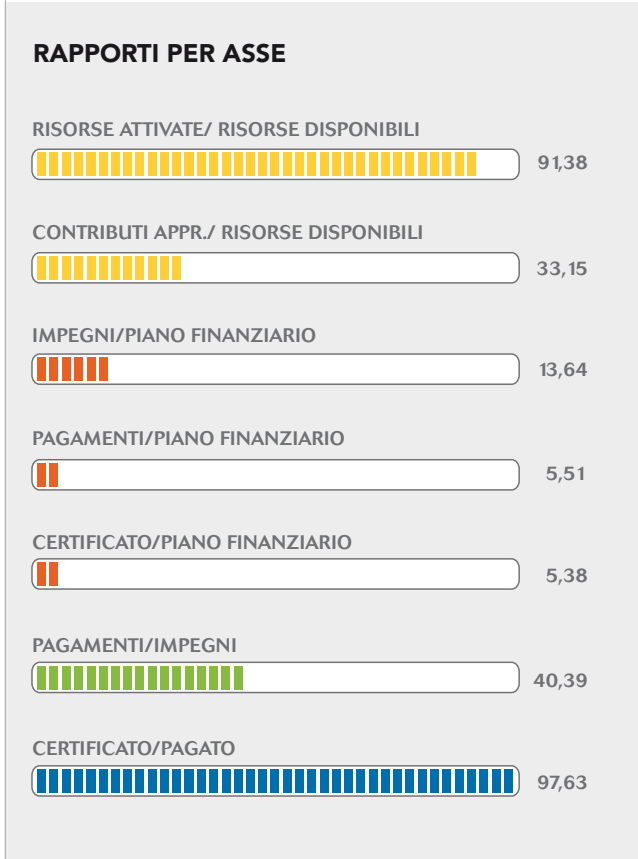 RAPPORTI PER ASSE
RISORSE ATTIVATE/ RISORSE DISPONIBILI
91,38
CONTRIBUTI APPR./ RISORSE DISPONIBILI
33,15
IMPEGNI/PIANO FINANZIARIO
13,64
PAGAMENTI/PIANO FINANZIARIO
5,51
CERTIFICATO/PIANO FINANZIARIO
5,38
PAGAMENTI/IMPEGNI
40,39
CERTIFICATO/PAGATO
97,63